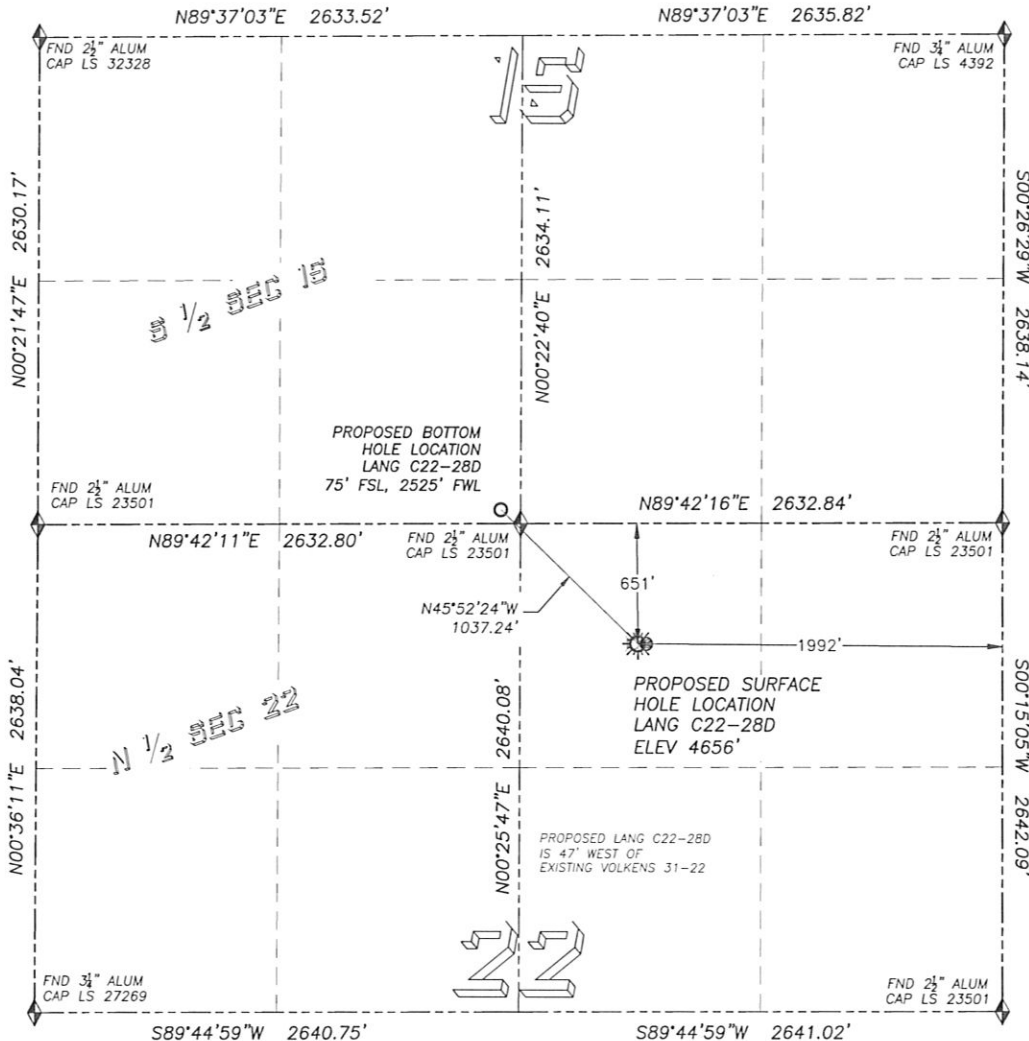 N89°37'03"E 2633.52'
N89°37'03"E 2635.82'
FND 2½" ALUM
CAP LS 32328
FND 3¼" ALUM
CAP LS 4392
15
N00°21'47"E 2630.17'
N00°22'40"E 2634.11'
S00°26'29"W 2638.14'
S 1/2 SEC 15
PROPOSED BOTTOM
HOLE LOCATION
LANG C22-28D
75' FSL, 2525' FWL
FND 2½" ALUM
CAP LS 23501
N89°42'16"E 2632.84'
N89°42'11"E 2632.80'
FND 2½" ALUM
CAP LS 23501
FND 2½" ALUM
CAP LS 23501
651'
N45°52'24"W
1037.24'
1992'
PROPOSED SURFACE
HOLE LOCATION
LANG C22-28D
ELEV 4656'
N00°36'11"E 2638.04'
N 1/2 SEC 22
N00°25'47"E 2640.08'
S00°15'05"W 2642.09'
PROPOSED LANG C22-28D
IS 47' WEST OF
EXISTING VOLKENS 31-22
22
FND 3¼" ALUM
CAP LS 27269
FND 2½" ALUM
CAP LS 23501
S89°44'59"W 2640.75'
S89°44'59"W 2641.02'